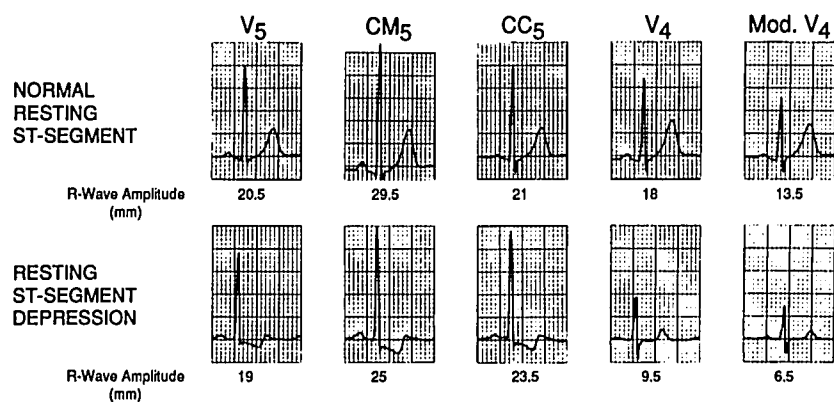 V5 CM5 CC5 V4 Mod. V4
NORMAL
RESTING
ST-SEGMENT
R-Wave Amplitude 20.5 29.5 21 18 13.5
(mm)
RESTING
ST-SEGMENT
DEPRESSION
R-Wave Amplitude 19 25 23.5 9.5 6.5
(mm)